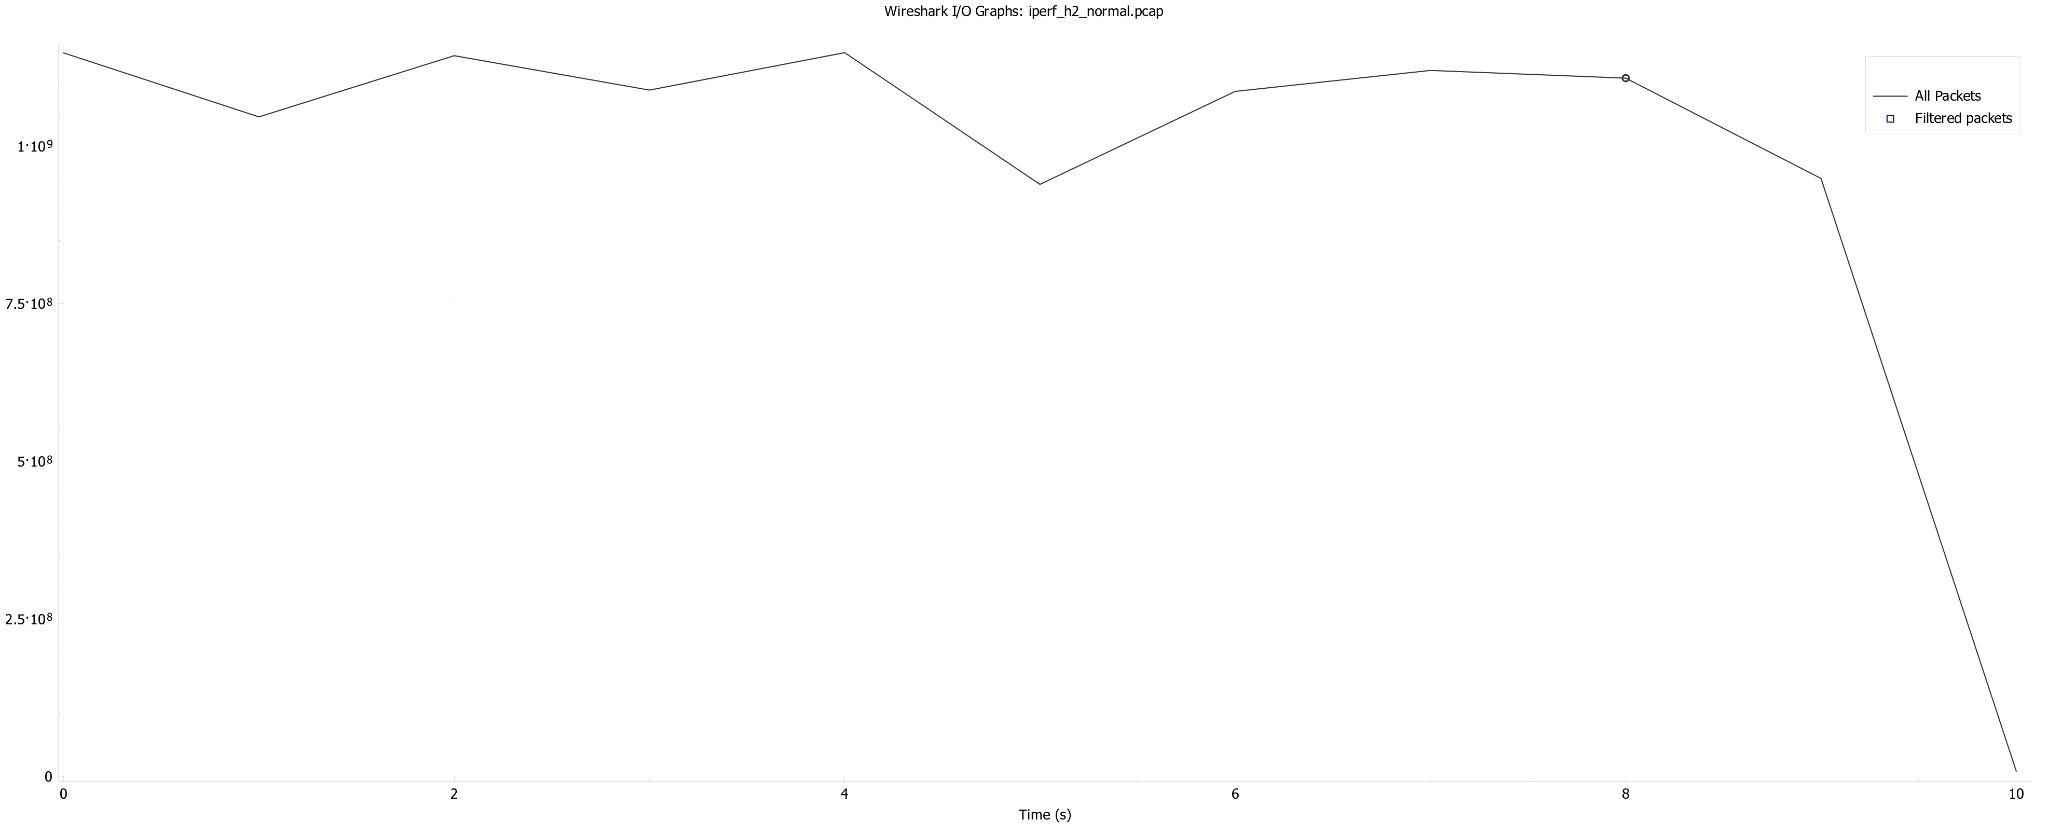 Wireshark I/O Graphs: iperf_h2_normal.pcap
All Packets
Filtered packets
1·10⁹
7.5·10⁸
5·10⁸
2.5·10⁸
0
0 2 4 6 8 10
Time (s)